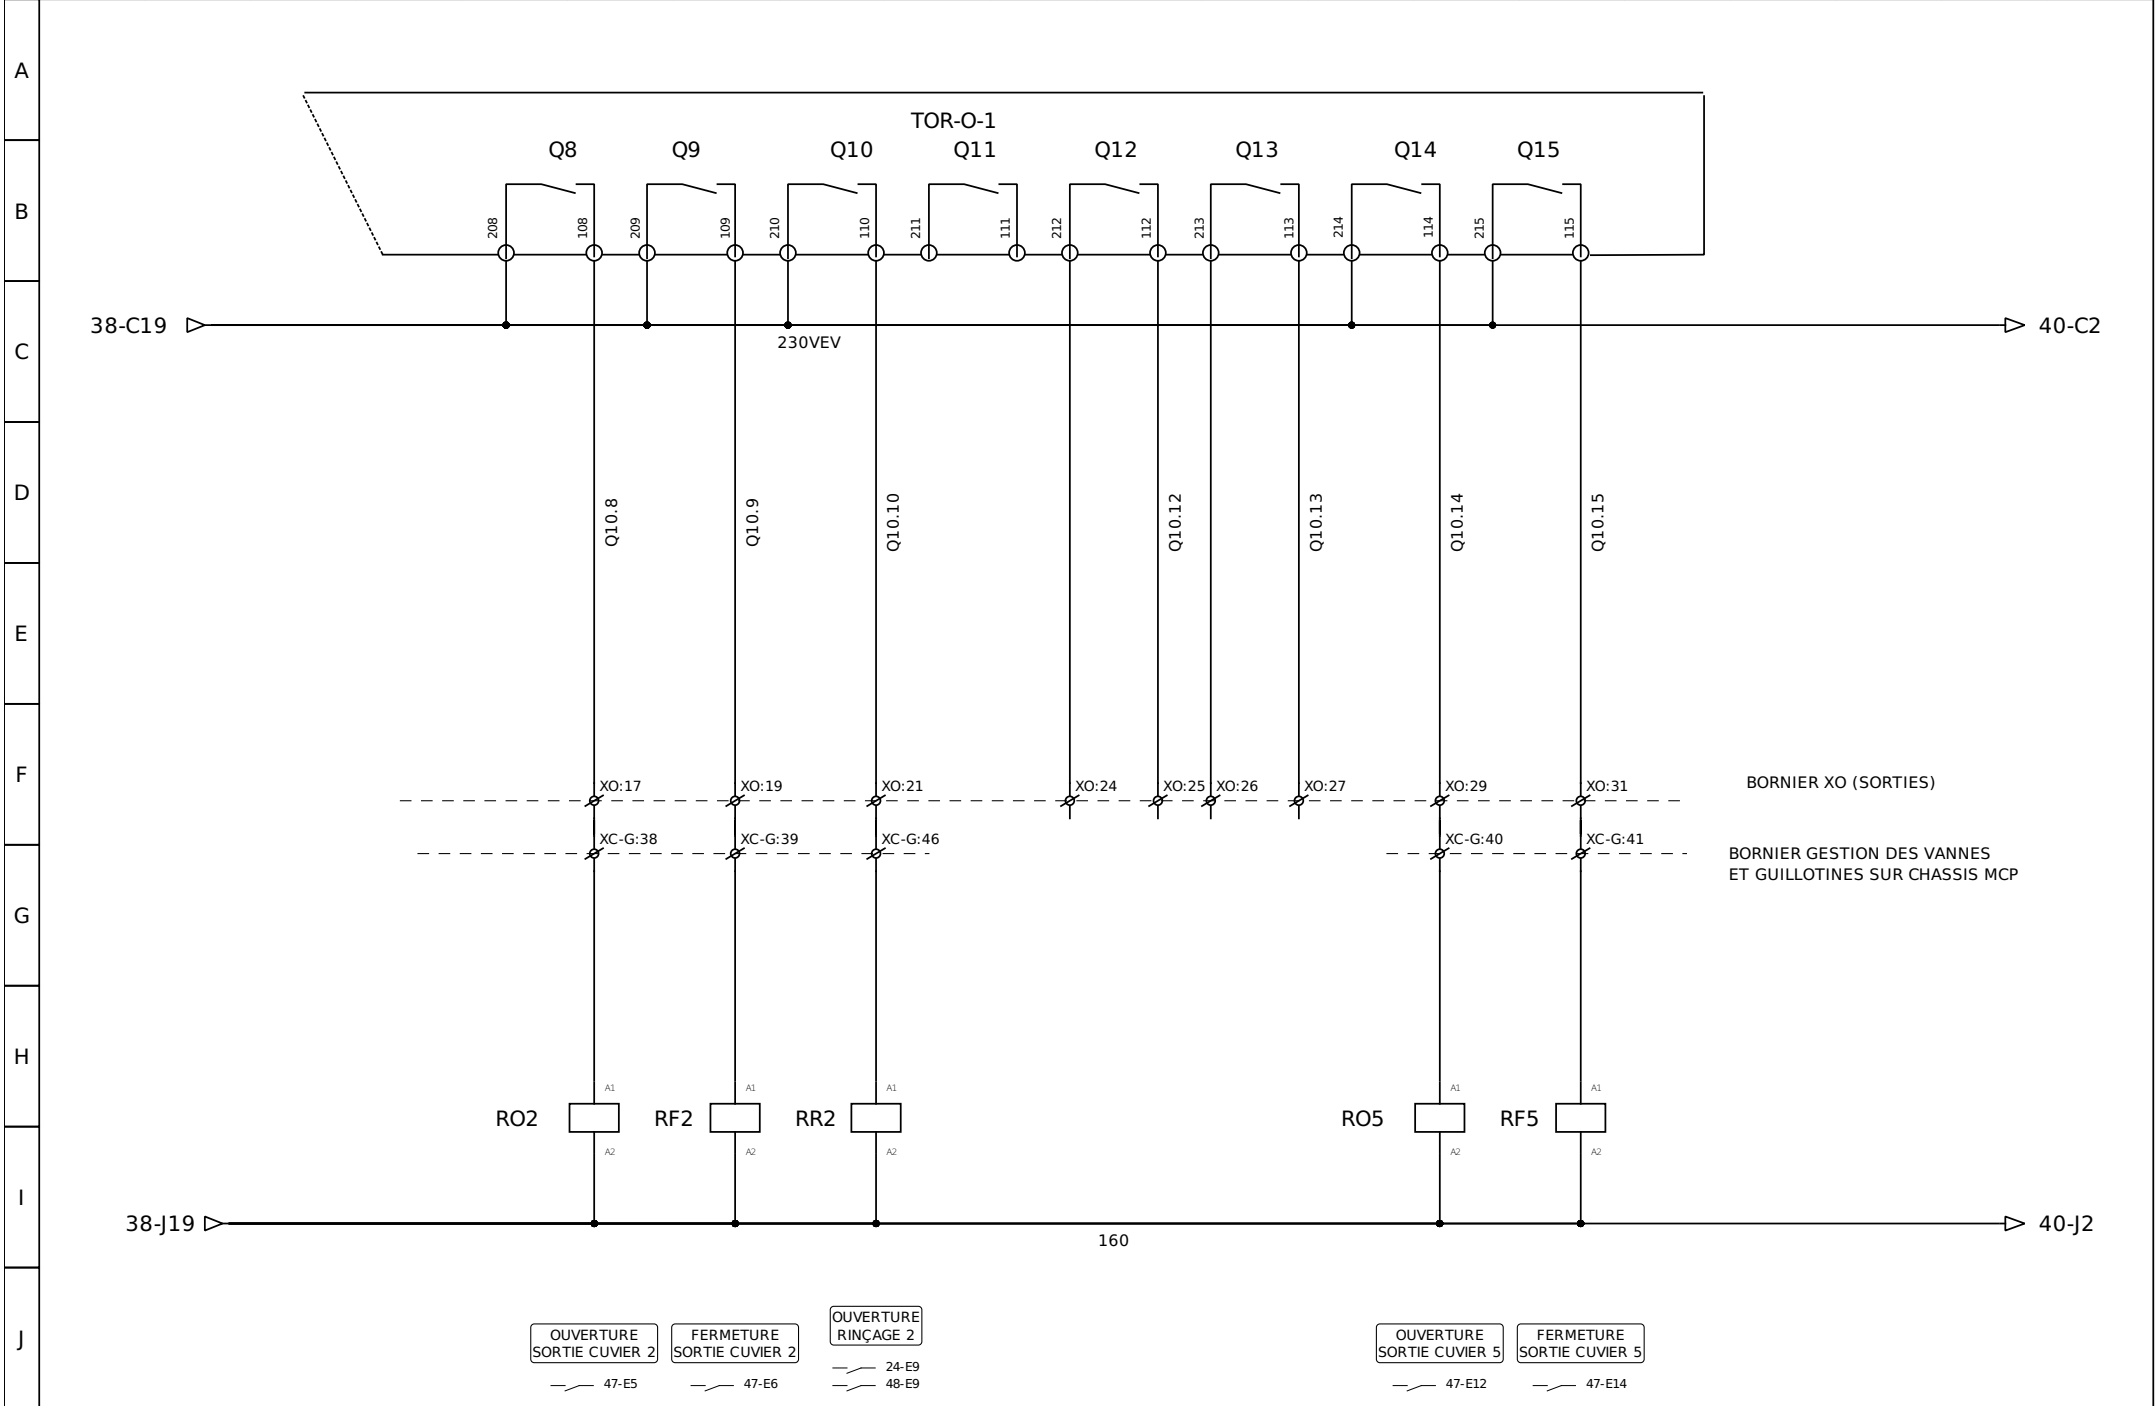 A
TOR-O-1
Q8 Q9 Q10 Q11 Q12 Q13 Q14 Q15
B
208 108 209 109 210 110 211 111 212 112 213 113 214 114 215 115
38-C19 40-C2
230VEV
C
D
Q10.8 Q10.9 Q10.10 Q10.12 Q10.13 Q10.14 Q10.15
E
F
XO:17 XO:19 XO:21 XO:24 XO:25 XO:26 XO:27 XO:29 XO:31 BORNIER XO (SORTIES)
XC-G:38 XC-G:39 XC-G:46 XC-G:40 XC-G:41 BORNIER GESTION DES VANNES
ET GUILLOTINES SUR CHASSIS MCP
G
H
A1 A1 A1 A1 A1
RO2 RF2 RR2 RO5 RF5
A2 A2 A2 A2 A2
I
38-J19 40-J2
160
J
OUVERTURE
SORTIE CUVIER 2
47-E5
FERMETURE
SORTIE CUVIER 2
47-E6
OUVERTURE
RINÇAGE 2
24-E9
48-E9
OUVERTURE
SORTIE CUVIER 5
47-E12
FERMETURE
SORTIE CUVIER 5
47-E14